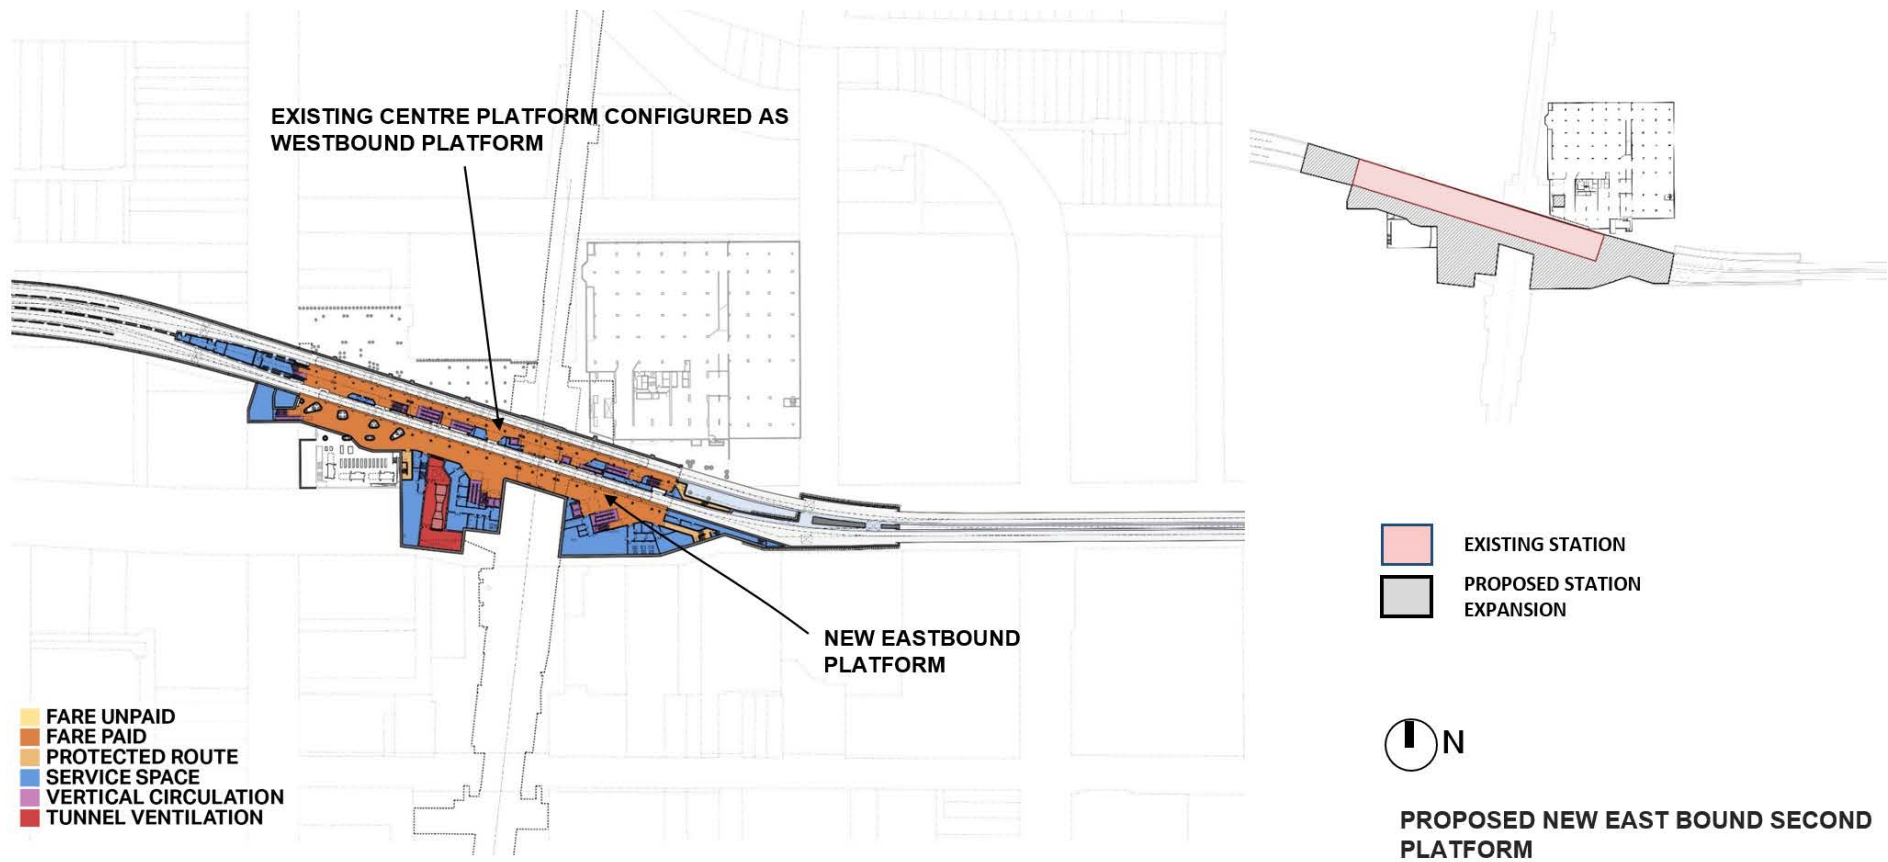 EXISTING CENTRE PLATFORM CONFIGURED AS
WESTBOUND PLATFORM
NEW EASTBOUND
PLATFORM
FARE UNPAID
FARE PAID
PROTECTED ROUTE
SERVICE SPACE
VERTICAL CIRCULATION
TUNNEL VENTILATION
EXISTING STATION
PROPOSED STATION
EXPANSION
N
PROPOSED NEW EAST BOUND SECOND
PLATFORM